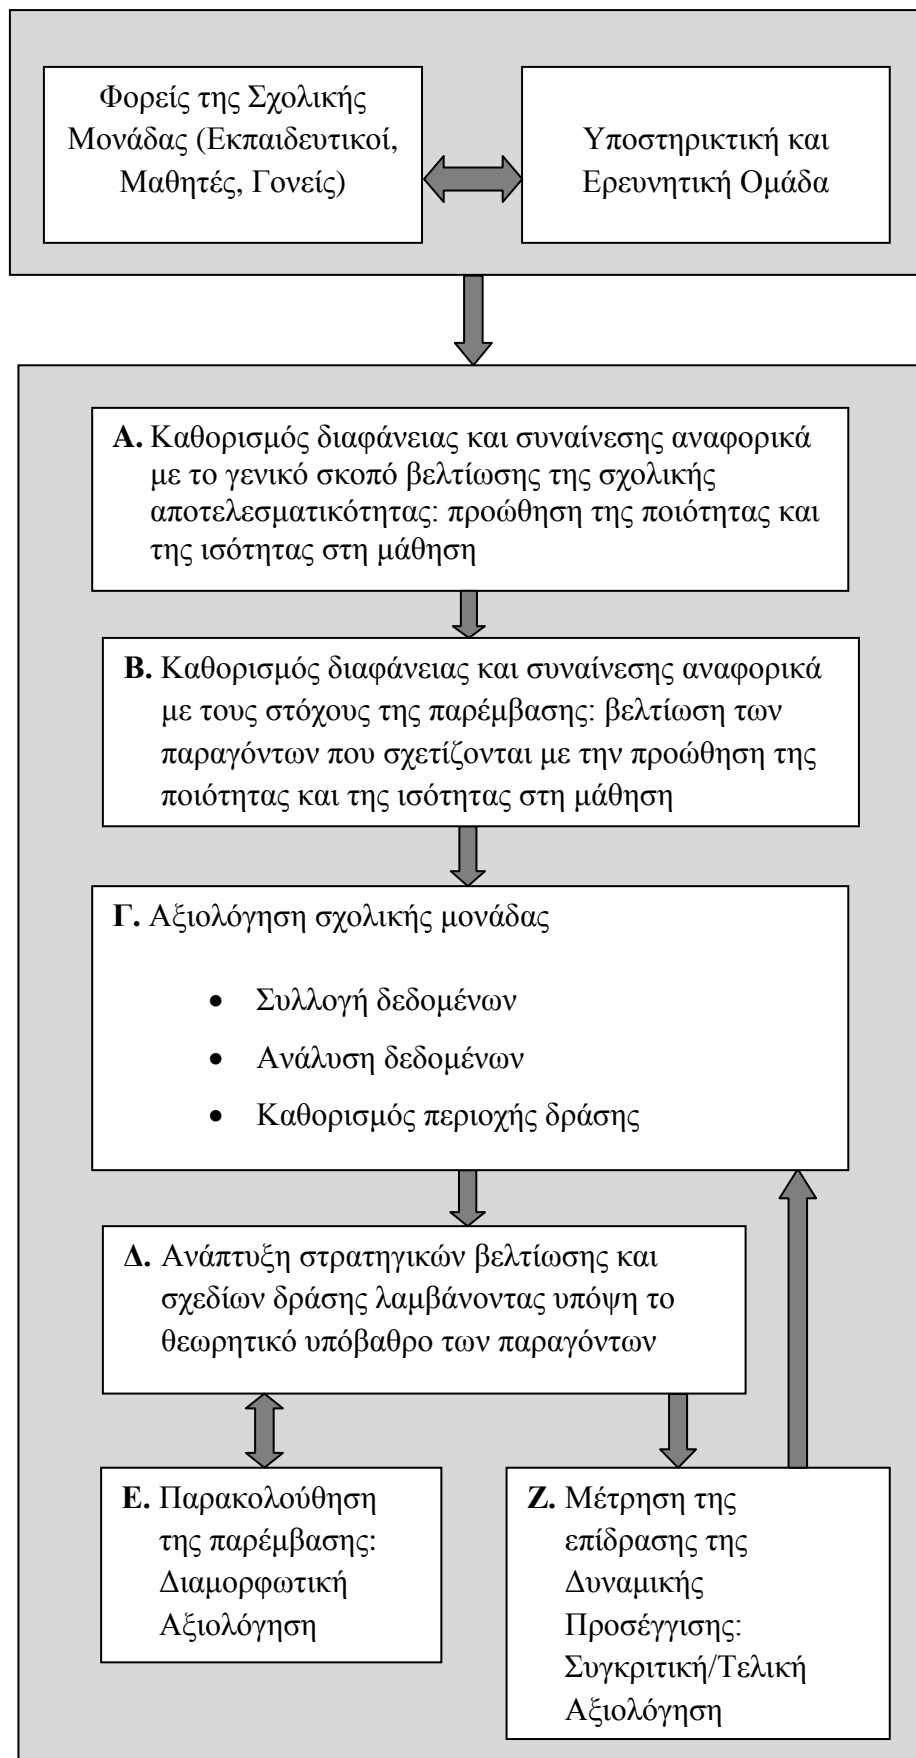 Φορείς της Σχολικής
Μονάδας (Εκπαιδευτικοί,
Μαθητές, Γονείς)
Υποστηρικτική και
Ερευνητική Ομάδα
Α. Καθορισμός διαφάνειας και συναίνεσης αναφορικά
με το γενικό σκοπό βελτίωσης της σχολικής
αποτελεσματικότητας: προώθηση της ποιότητας και
της ισότητας στη μάθηση
Β. Καθορισμός διαφάνειας και συναίνεσης αναφορικά
με τους στόχους της παρέμβασης: βελτίωση των
παραγόντων που σχετίζονται με την προώθηση της
ποιότητας και της ισότητας στη μάθηση
Γ. Αξιολόγηση σχολικής μονάδας
• Συλλογή δεδομένων
• Ανάλυση δεδομένων
• Καθορισμός περιοχής δράσης
Δ. Ανάπτυξη στρατηγικών βελτίωσης και
σχεδίων δράσης λαμβάνοντας υπόψη το
θεωρητικό υπόβαθρο των παραγόντων
Ε. Παρακολούθηση
της παρέμβασης:
Διαμορφωτική
Αξιολόγηση
Ζ. Μέτρηση της
επίδρασης της
Δυναμικής
Προσέγγισης:
Συγκριτική/Τελική
Αξιολόγηση